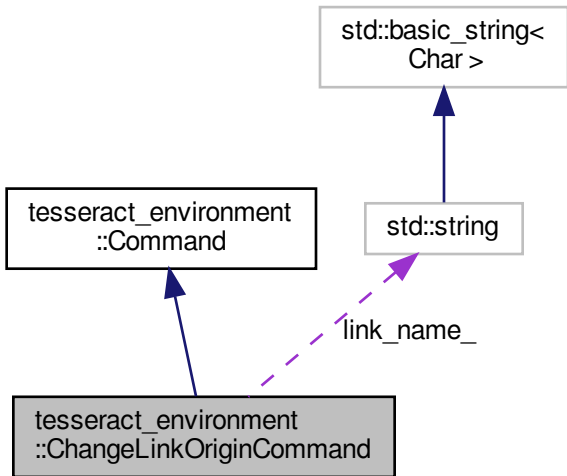 std::basic_string<
Char >
tesseract_environment
::Command
std::string
link_name_
tesseract_environment
::ChangeLinkOriginCommand